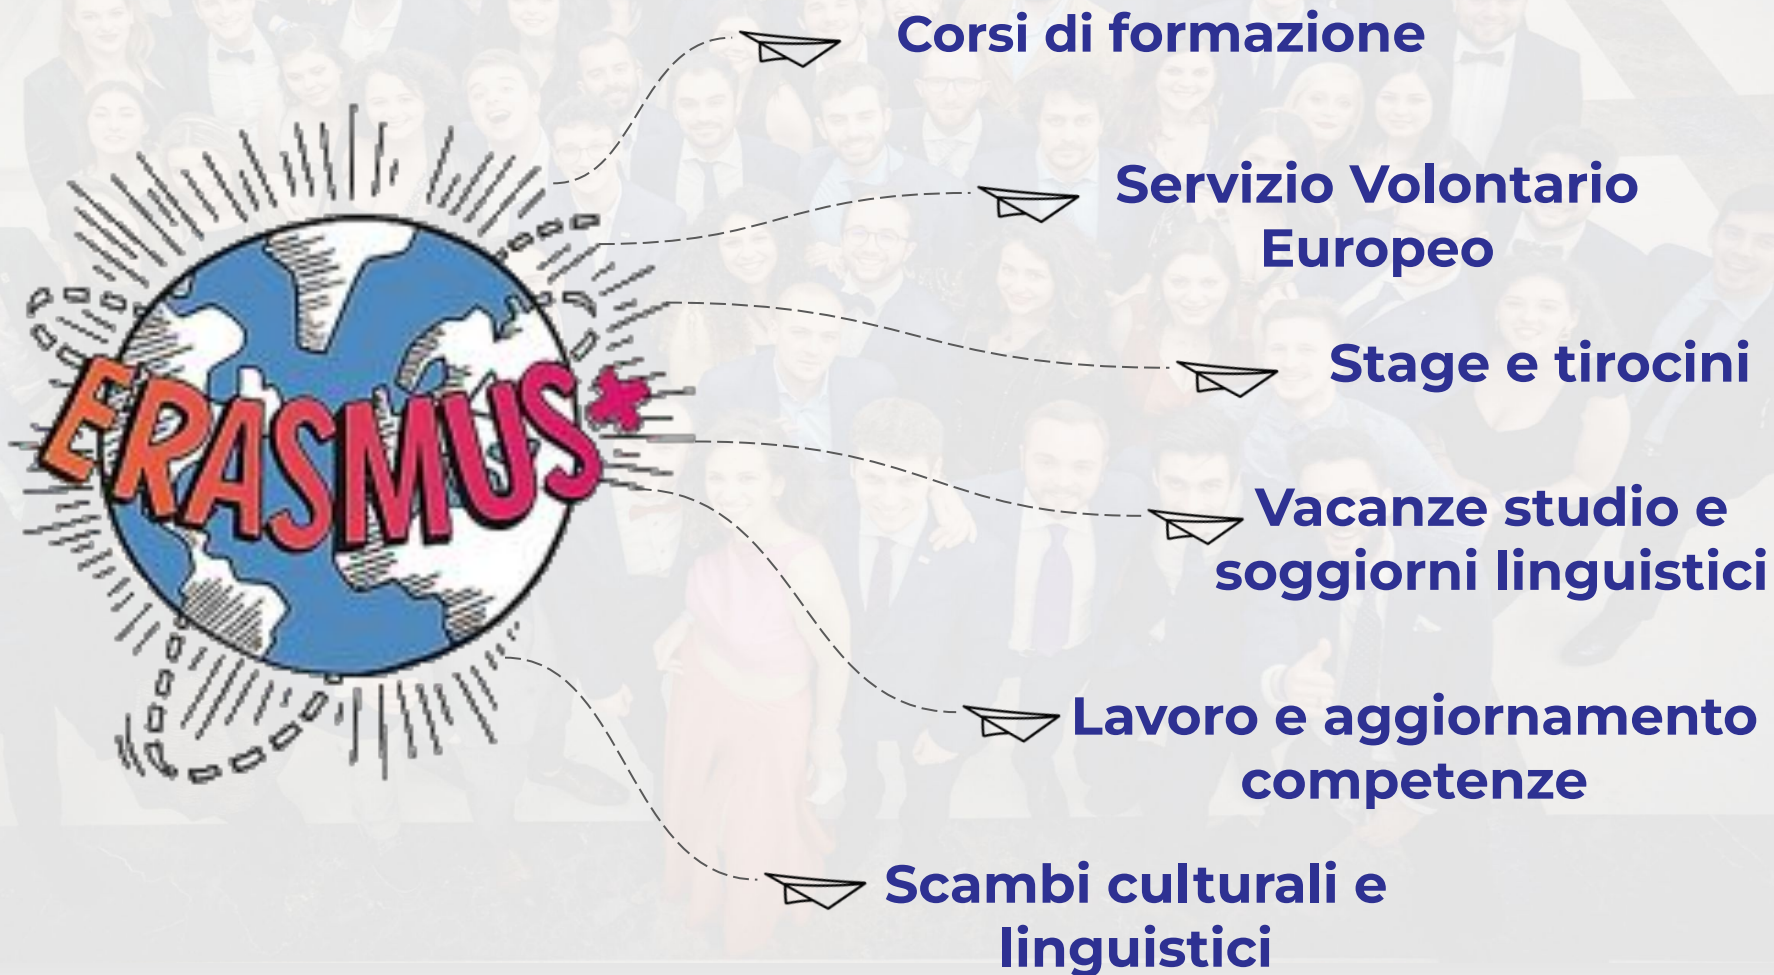 Corsi di formazione
Servizio Volontario
Europeo
Stage e tirocini
ERASMUS+
Vacanze studio e
soggiorni linguistici
Lavoro e aggiornamento
competenze
Scambi culturali e
linguistici